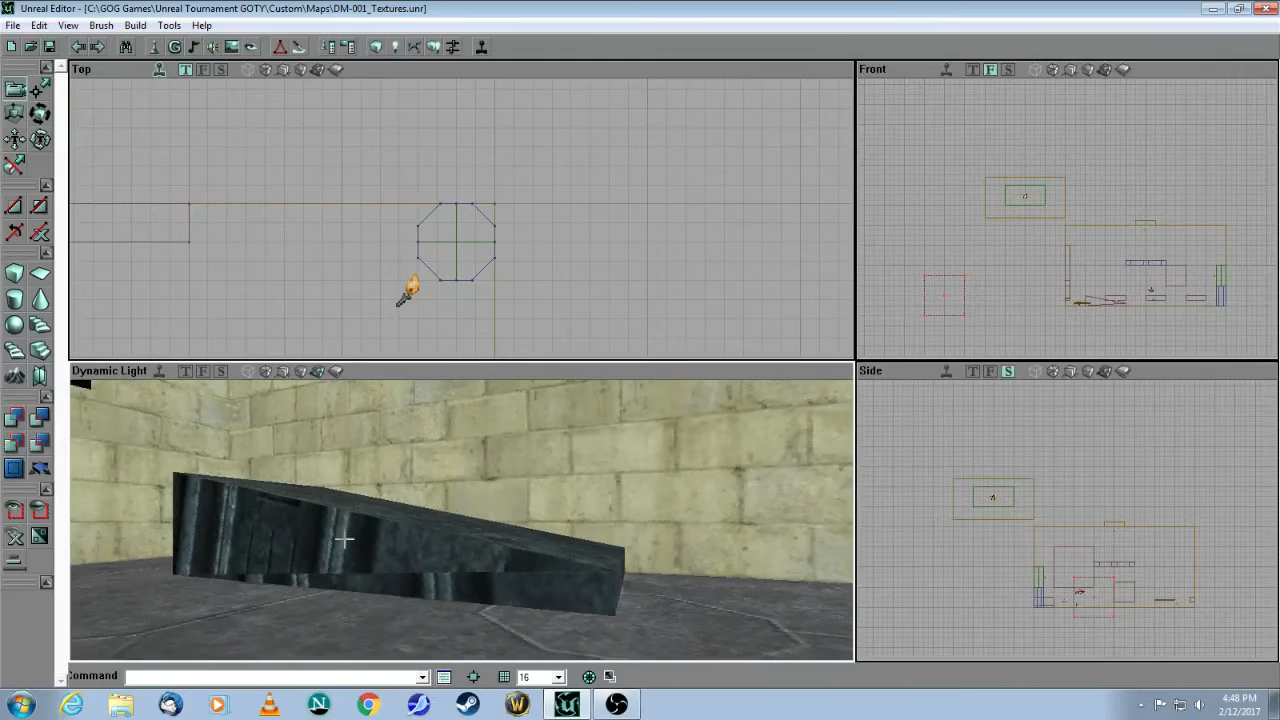 Unreal Editor - [C:\GOG Games\Unreal Tournament GOTY\Custom\Maps\DM-001_Textures.unr]
File Edit View Brush Build Tools Help
Top T F S
Front T F S
Dynamic Light T F S
Side T F S
Command 16
4:48 PM
2/12/2017